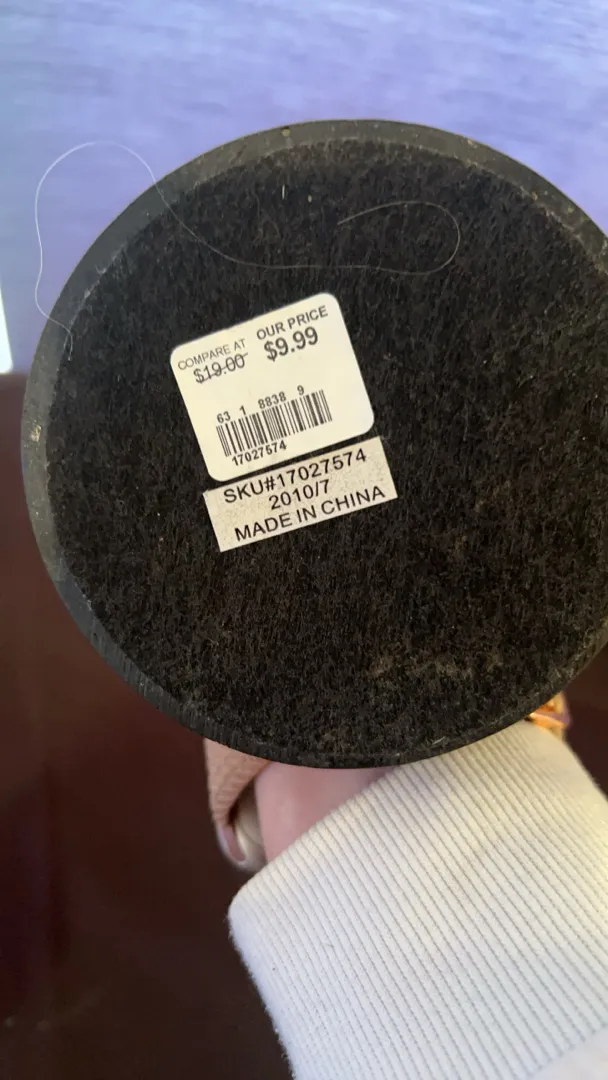 COMPARE AT OUR PRICE
$19.00 $9.99
63 1 8838 9
17027574
SKU#17027574
2010/7
MADE IN CHINA